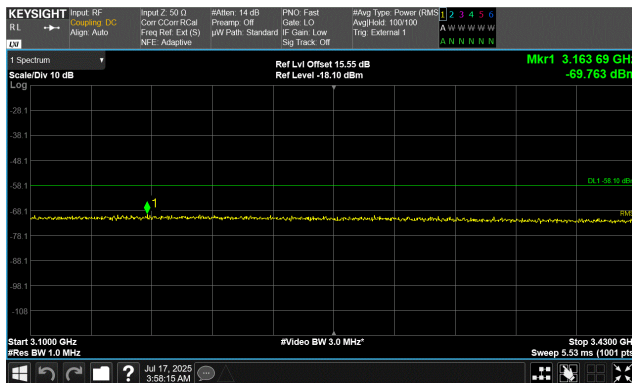 KEYSIGHT Input: RF Input Z: 50 Ω #Atten: 14 dB PNO: Fast #Avg Type: Power (RMS 1 2 3 4 5 6
RL Coupling: DC Corr CCorr RCal Preamp: Off Gate: LO Avg|Hold: 100/100 A W W W W W
Align: Auto Freq Ref: Ext (S) µW Path: Standard IF Gain: Low Trig: External 1
LXI NFE: Adaptive Sig Track: Off A N N N N N
1 Spectrum Ref Lvl Offset 15.55 dB Mkr1 3.163 69 GHz
Scale/Div 10 dB Ref Level -18.10 dBm -69.763 dBm
Log
-28.1
-38.1
-48.1
-58.1 DL1 -58.10 dBm
1
-68.1 RMS
-78.1
-88.1
-98.1
-108
Start 3.1000 GHz #Video BW 3.0 MHz* Stop 3.4300 GHz
#Res BW 1.0 MHz Sweep 5.53 ms (1001 pts
? Jul 17, 2025
3:58:15 AM